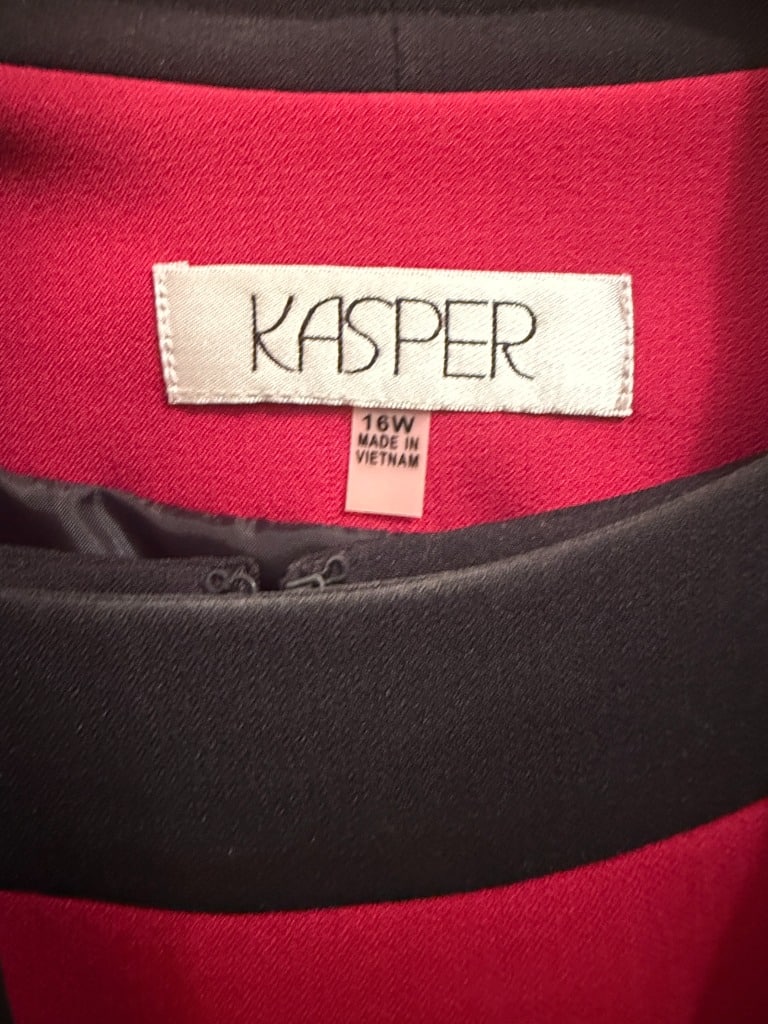 KASPER
16W
MADE IN
VIETNAM